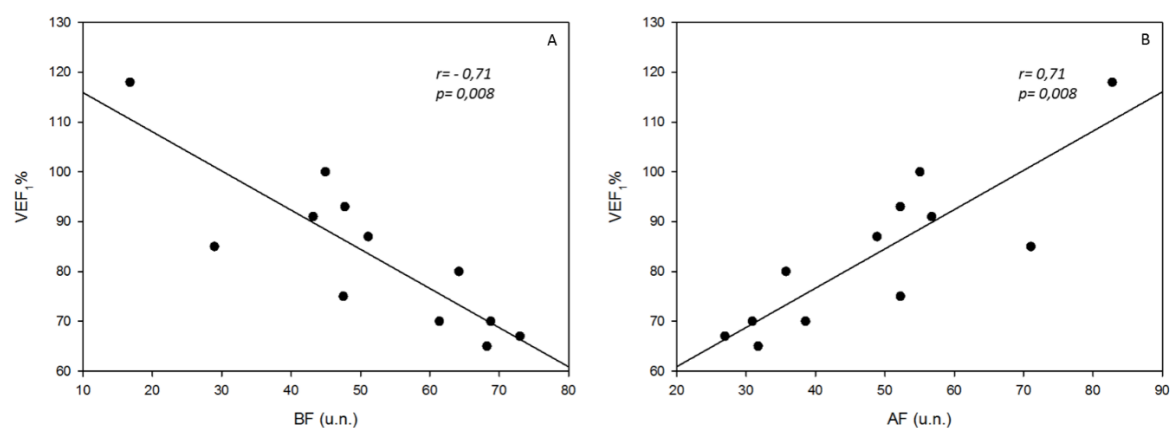 A
r= - 0,71
p= 0,008
130
120
110
100
90
80
70
60
VEF1%
10 20 30 40 50 60 70 80
BF (u.n.)
B
r= 0,71
p= 0,008
130
120
110
100
90
80
70
60
VEF1%
20 30 40 50 60 70 80 90
AF (u.n.)